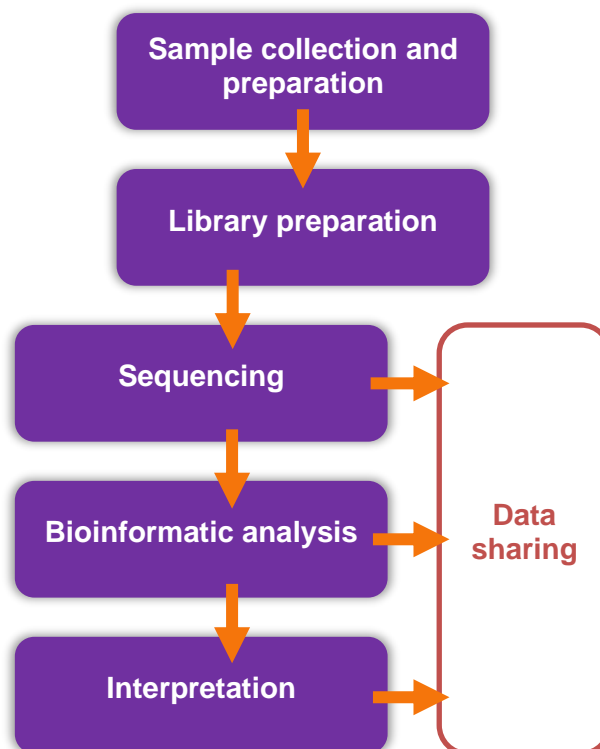 Sample collection and
preparation
Library preparation
Sequencing
Bioinformatic analysis
Data
sharing
Interpretation